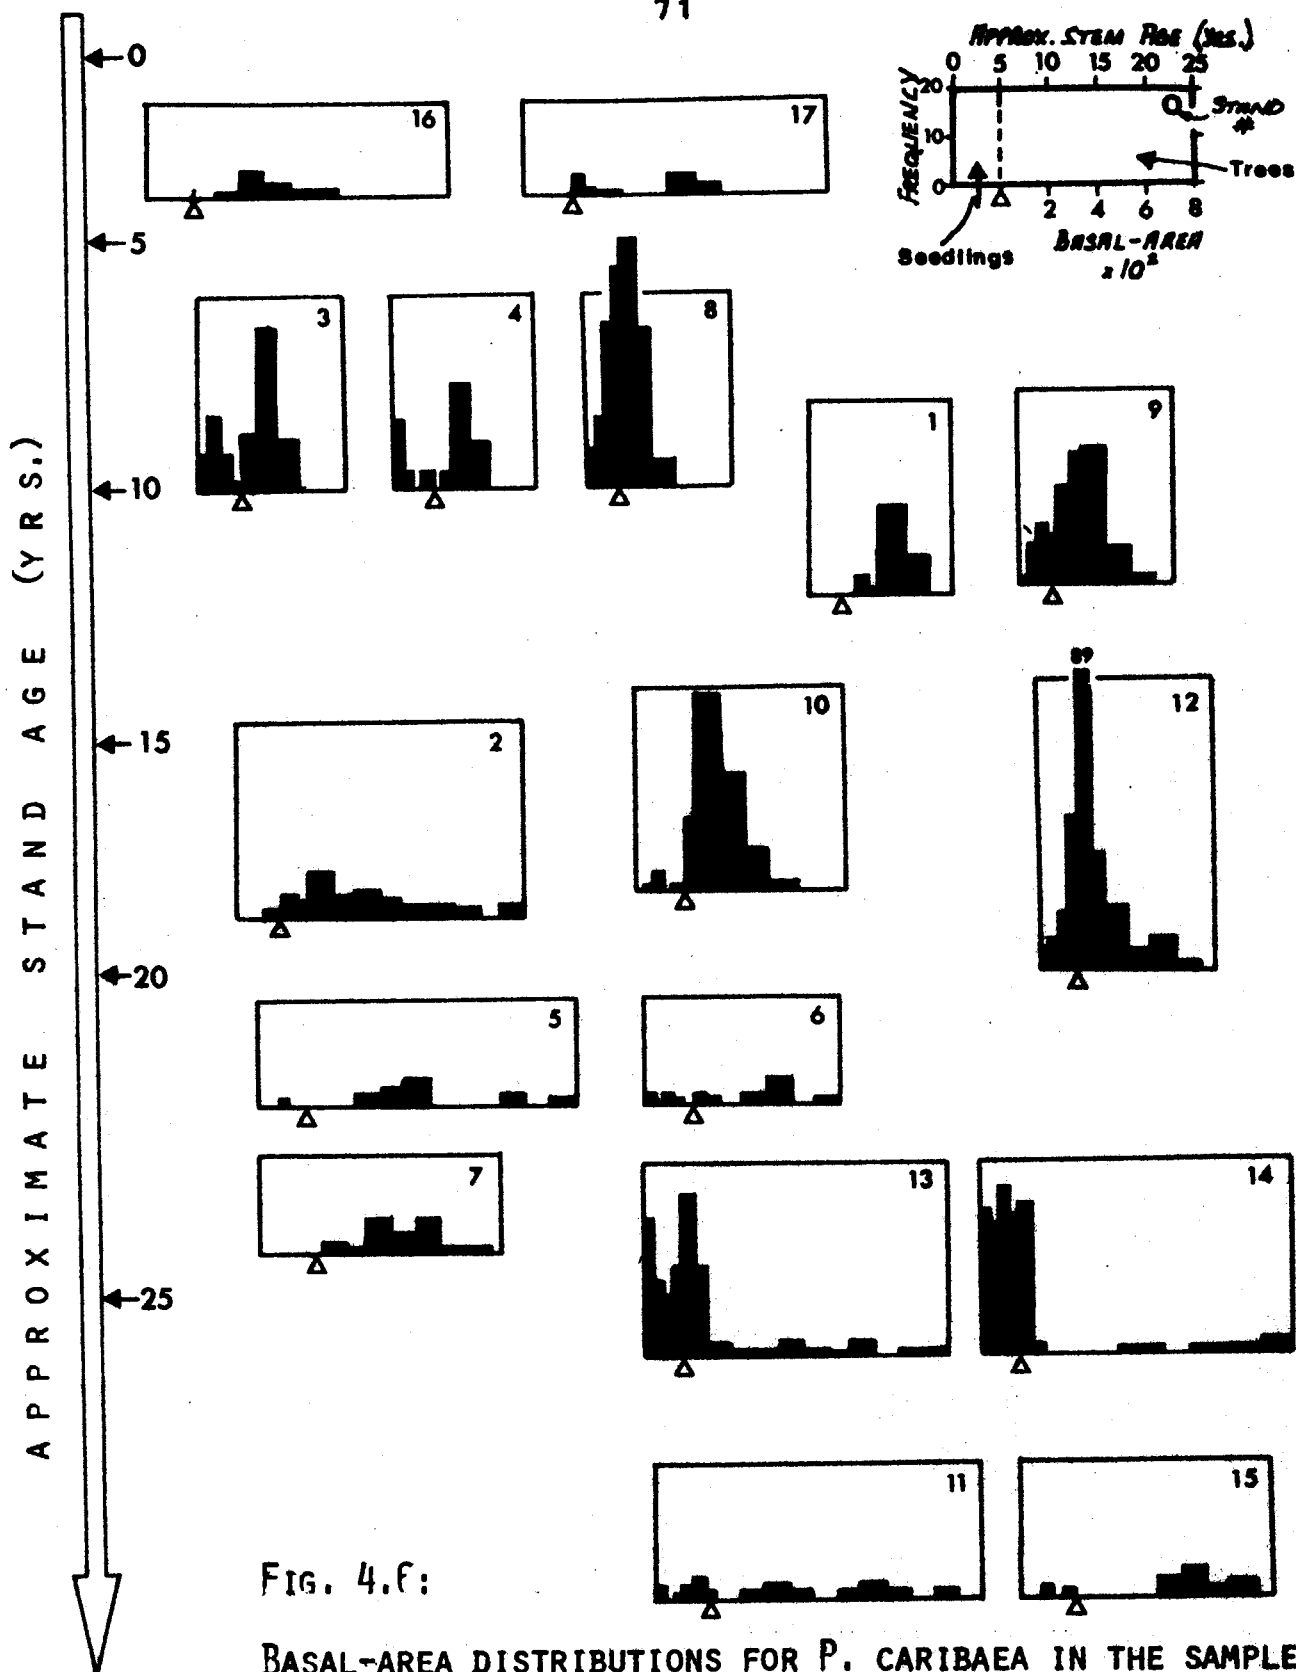 71
0
5
10
15
20
25
APPROXIMATE STAND AGE (YRS.)
APPROX. STEM AGE (YRS.)
0 5 10 15 20 25
FREQUENCY
20
10
0
STAND #
Trees
2 4 6 8
BASAL-AREA
x 10²
Seedlings
16
17
3
4
8
1
9
2
10
89
12
5
6
7
13
14
11
15
FIG. 4.F:
BASAL-AREA DISTRIBUTIONS FOR P. CARIBAEA IN THE SAMPLE